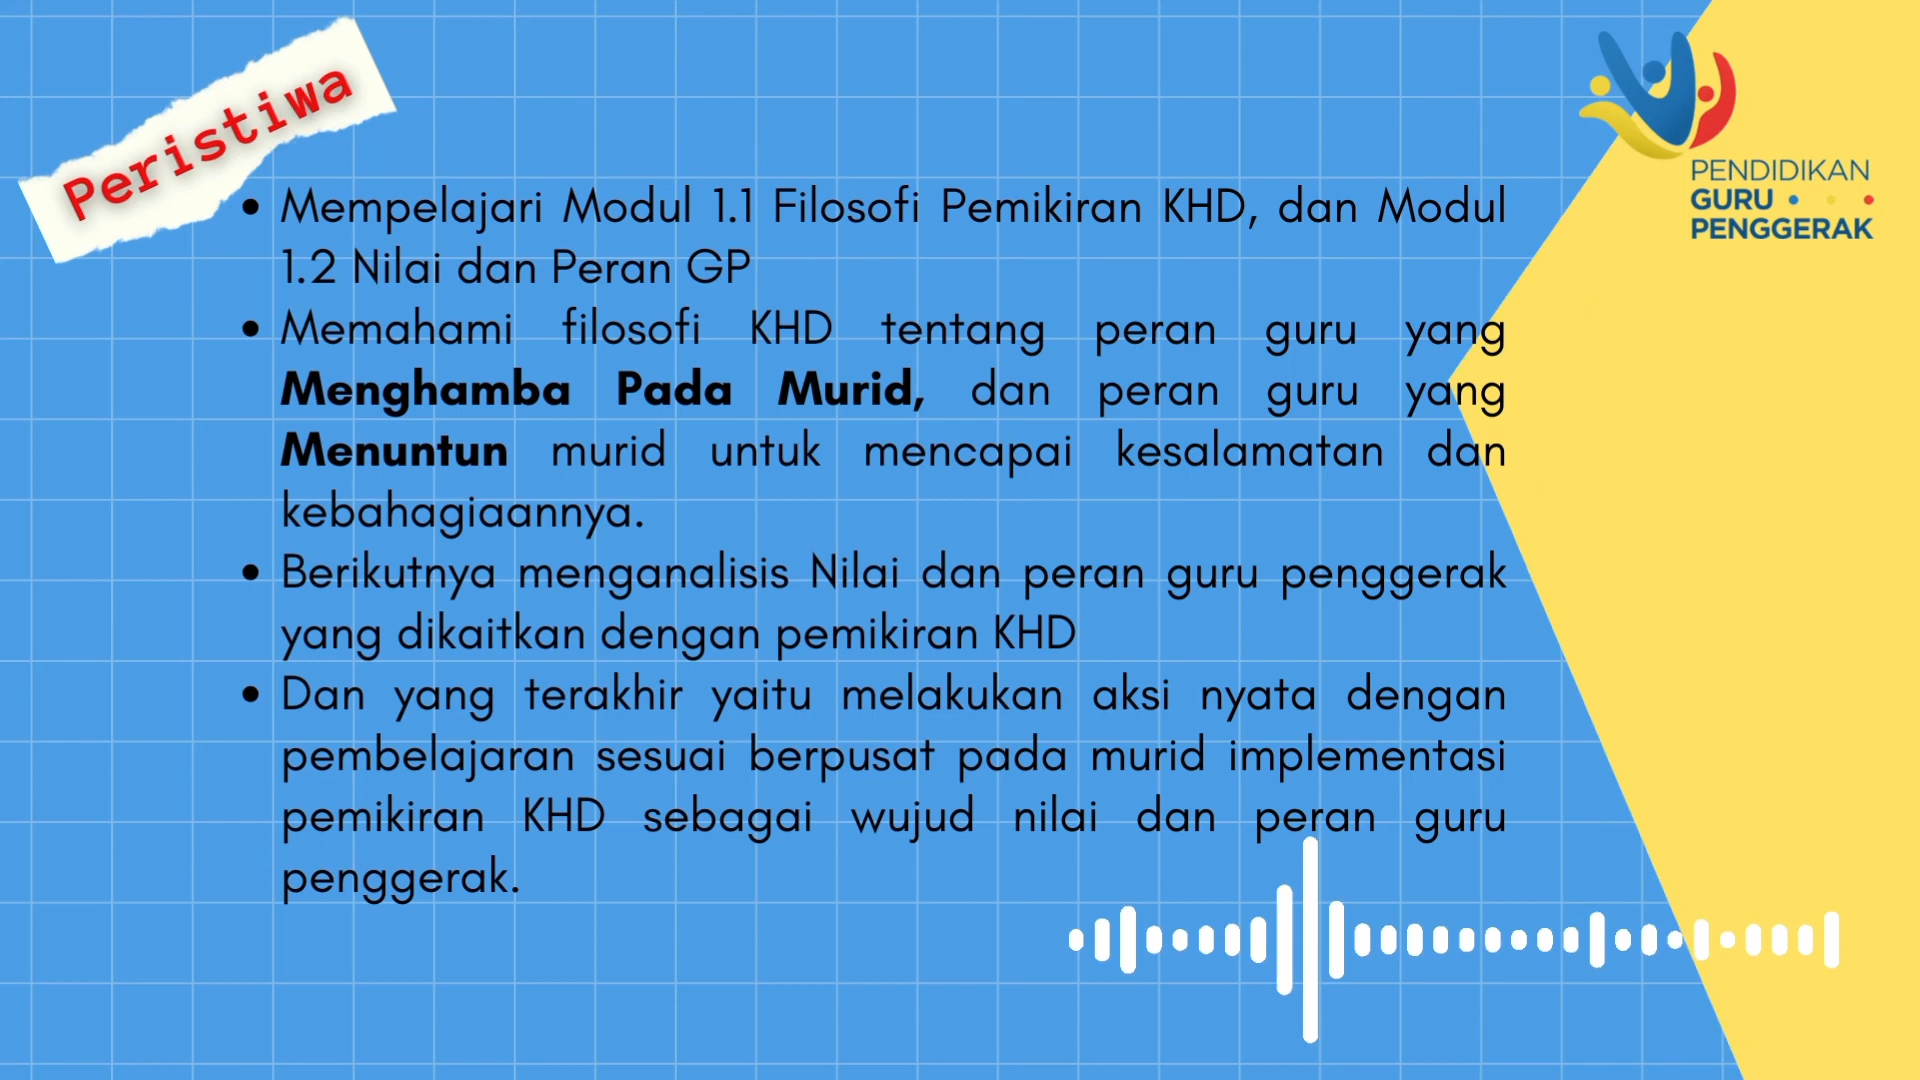 Peristiwa
PENDIDIKAN
GURU
PENGGERAK
• Mempelajari Modul 1.1 Filosofi Pemikiran KHD, dan Modul
1.2 Nilai dan Peran GP
• Memahami filosofi KHD tentang peran guru yang
Menghamba Pada Murid, dan peran guru yang
Menuntun murid untuk mencapai kesalamatan dan
kebahagiaannya.
• Berikutnya menganalisis Nilai dan peran guru penggerak
yang dikaitkan dengan pemikiran KHD
• Dan yang terakhir yaitu melakukan aksi nyata dengan
pembelajaran sesuai berpusat pada murid implementasi
pemikiran KHD sebagai wujud nilai dan peran guru
penggerak.